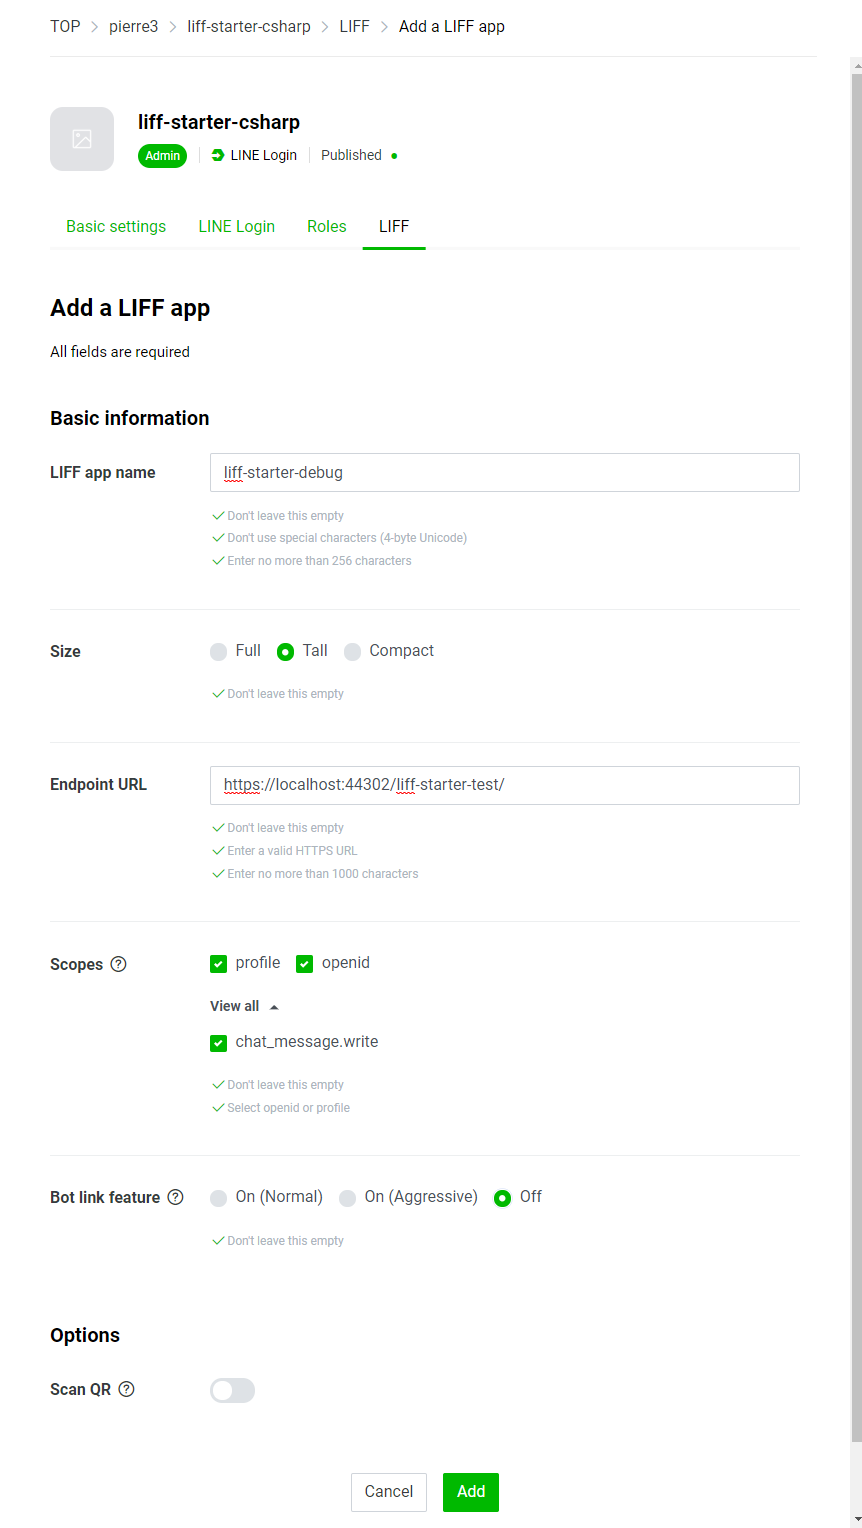 TOP > pierre3 > liff-starter-csharp > LIFF > Add a LIFF app
liff-starter-csharp
Admin LINE Login Published
Basic settings LINE Login Roles LIFF
Add a LIFF app
All fields are required
Basic information
LIFF app name liff-starter-debug
Don't leave this empty
Don't use special characters (4-byte Unicode)
Enter no more than 256 characters
Size Full Tall Compact
Don't leave this empty
Endpoint URL https://localhost:44302/liff-starter-test/
Don't leave this empty
Enter a valid HTTPS URL
Enter no more than 1000 characters
Scopes ? profile openid
View all
chat_message.write
Don't leave this empty
Select openid or profile
Bot link feature ? On (Normal) On (Aggressive) Off
Don't leave this empty
Options
Scan QR ?
Cancel Add